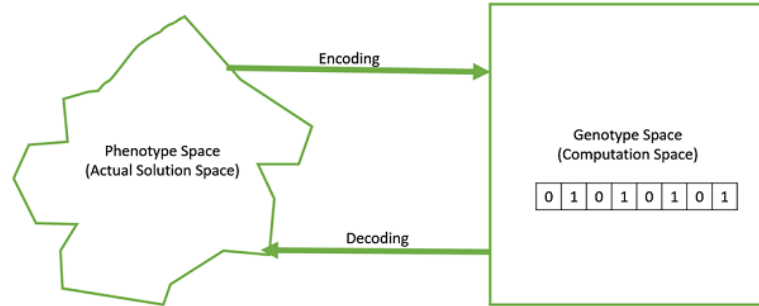 Encoding
Phenotype Space
(Actual Solution Space)
Genotype Space
(Computation Space)
0 1 0 1 0 1 0 1
Decoding